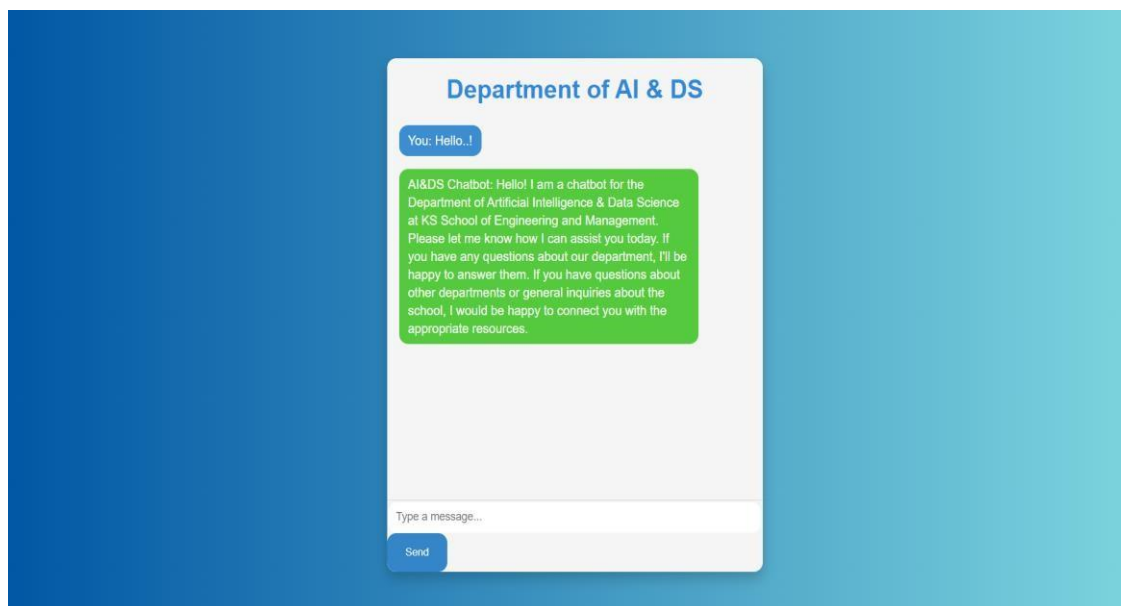 Department of AI & DS
You: Hello..!
AI&DS Chatbot: Hello! I am a chatbot for the
Department of Artificial Intelligence & Data Science
at KS School of Engineering and Management.
Please let me know how I can assist you today. If
you have any questions about our department, I'll be
happy to answer them. If you have questions about
other departments or general inquiries about the
school, I would be happy to connect you with the
appropriate resources.
Type a message...
Send